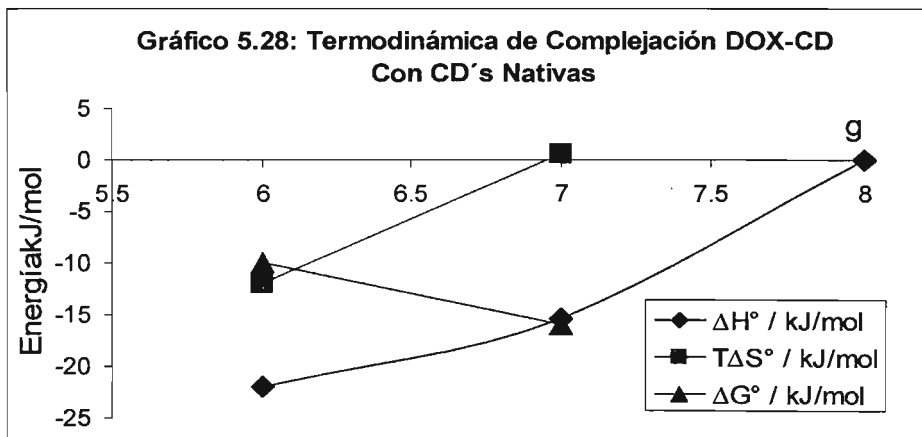 Gráfico 5.28: Termodinámica de Complejación DOX-CD
Con CD´s Nativas
5
0
-5
-10
-15
-20
-25
EnergíakJ/mol
g
5.5 6 6.5 7 7.5 8
ΔH° / kJ/mol
TΔS° / kJ/mol
ΔG° / kJ/mol